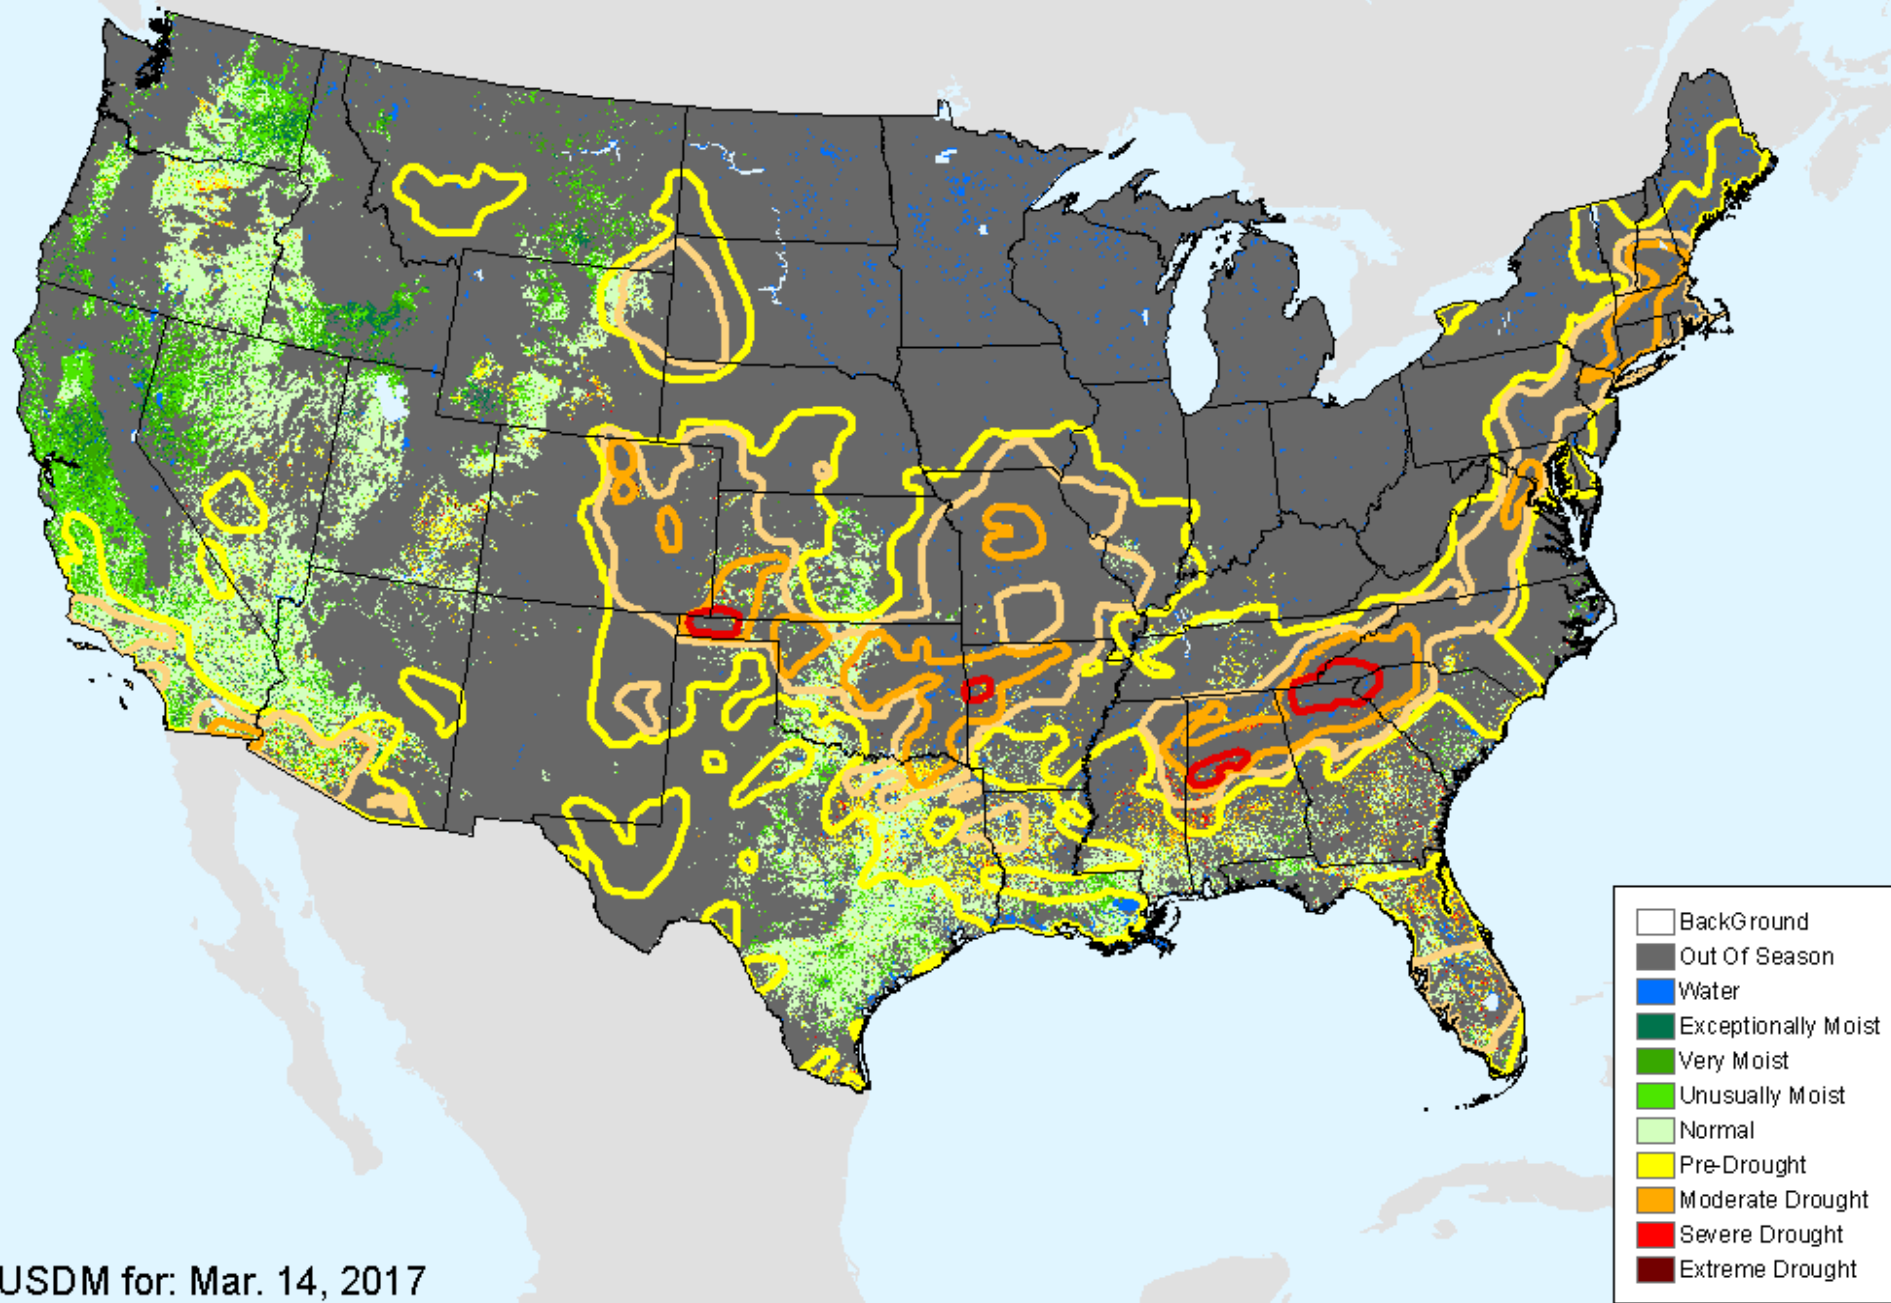 BackGround
Out Of Season
Water
Exceptionally Moist
Very Moist
Unusually Moist
Normal
Pre-Drought
Moderate Drought
Severe Drought
Extreme Drought
USDM for: Mar. 14, 2017